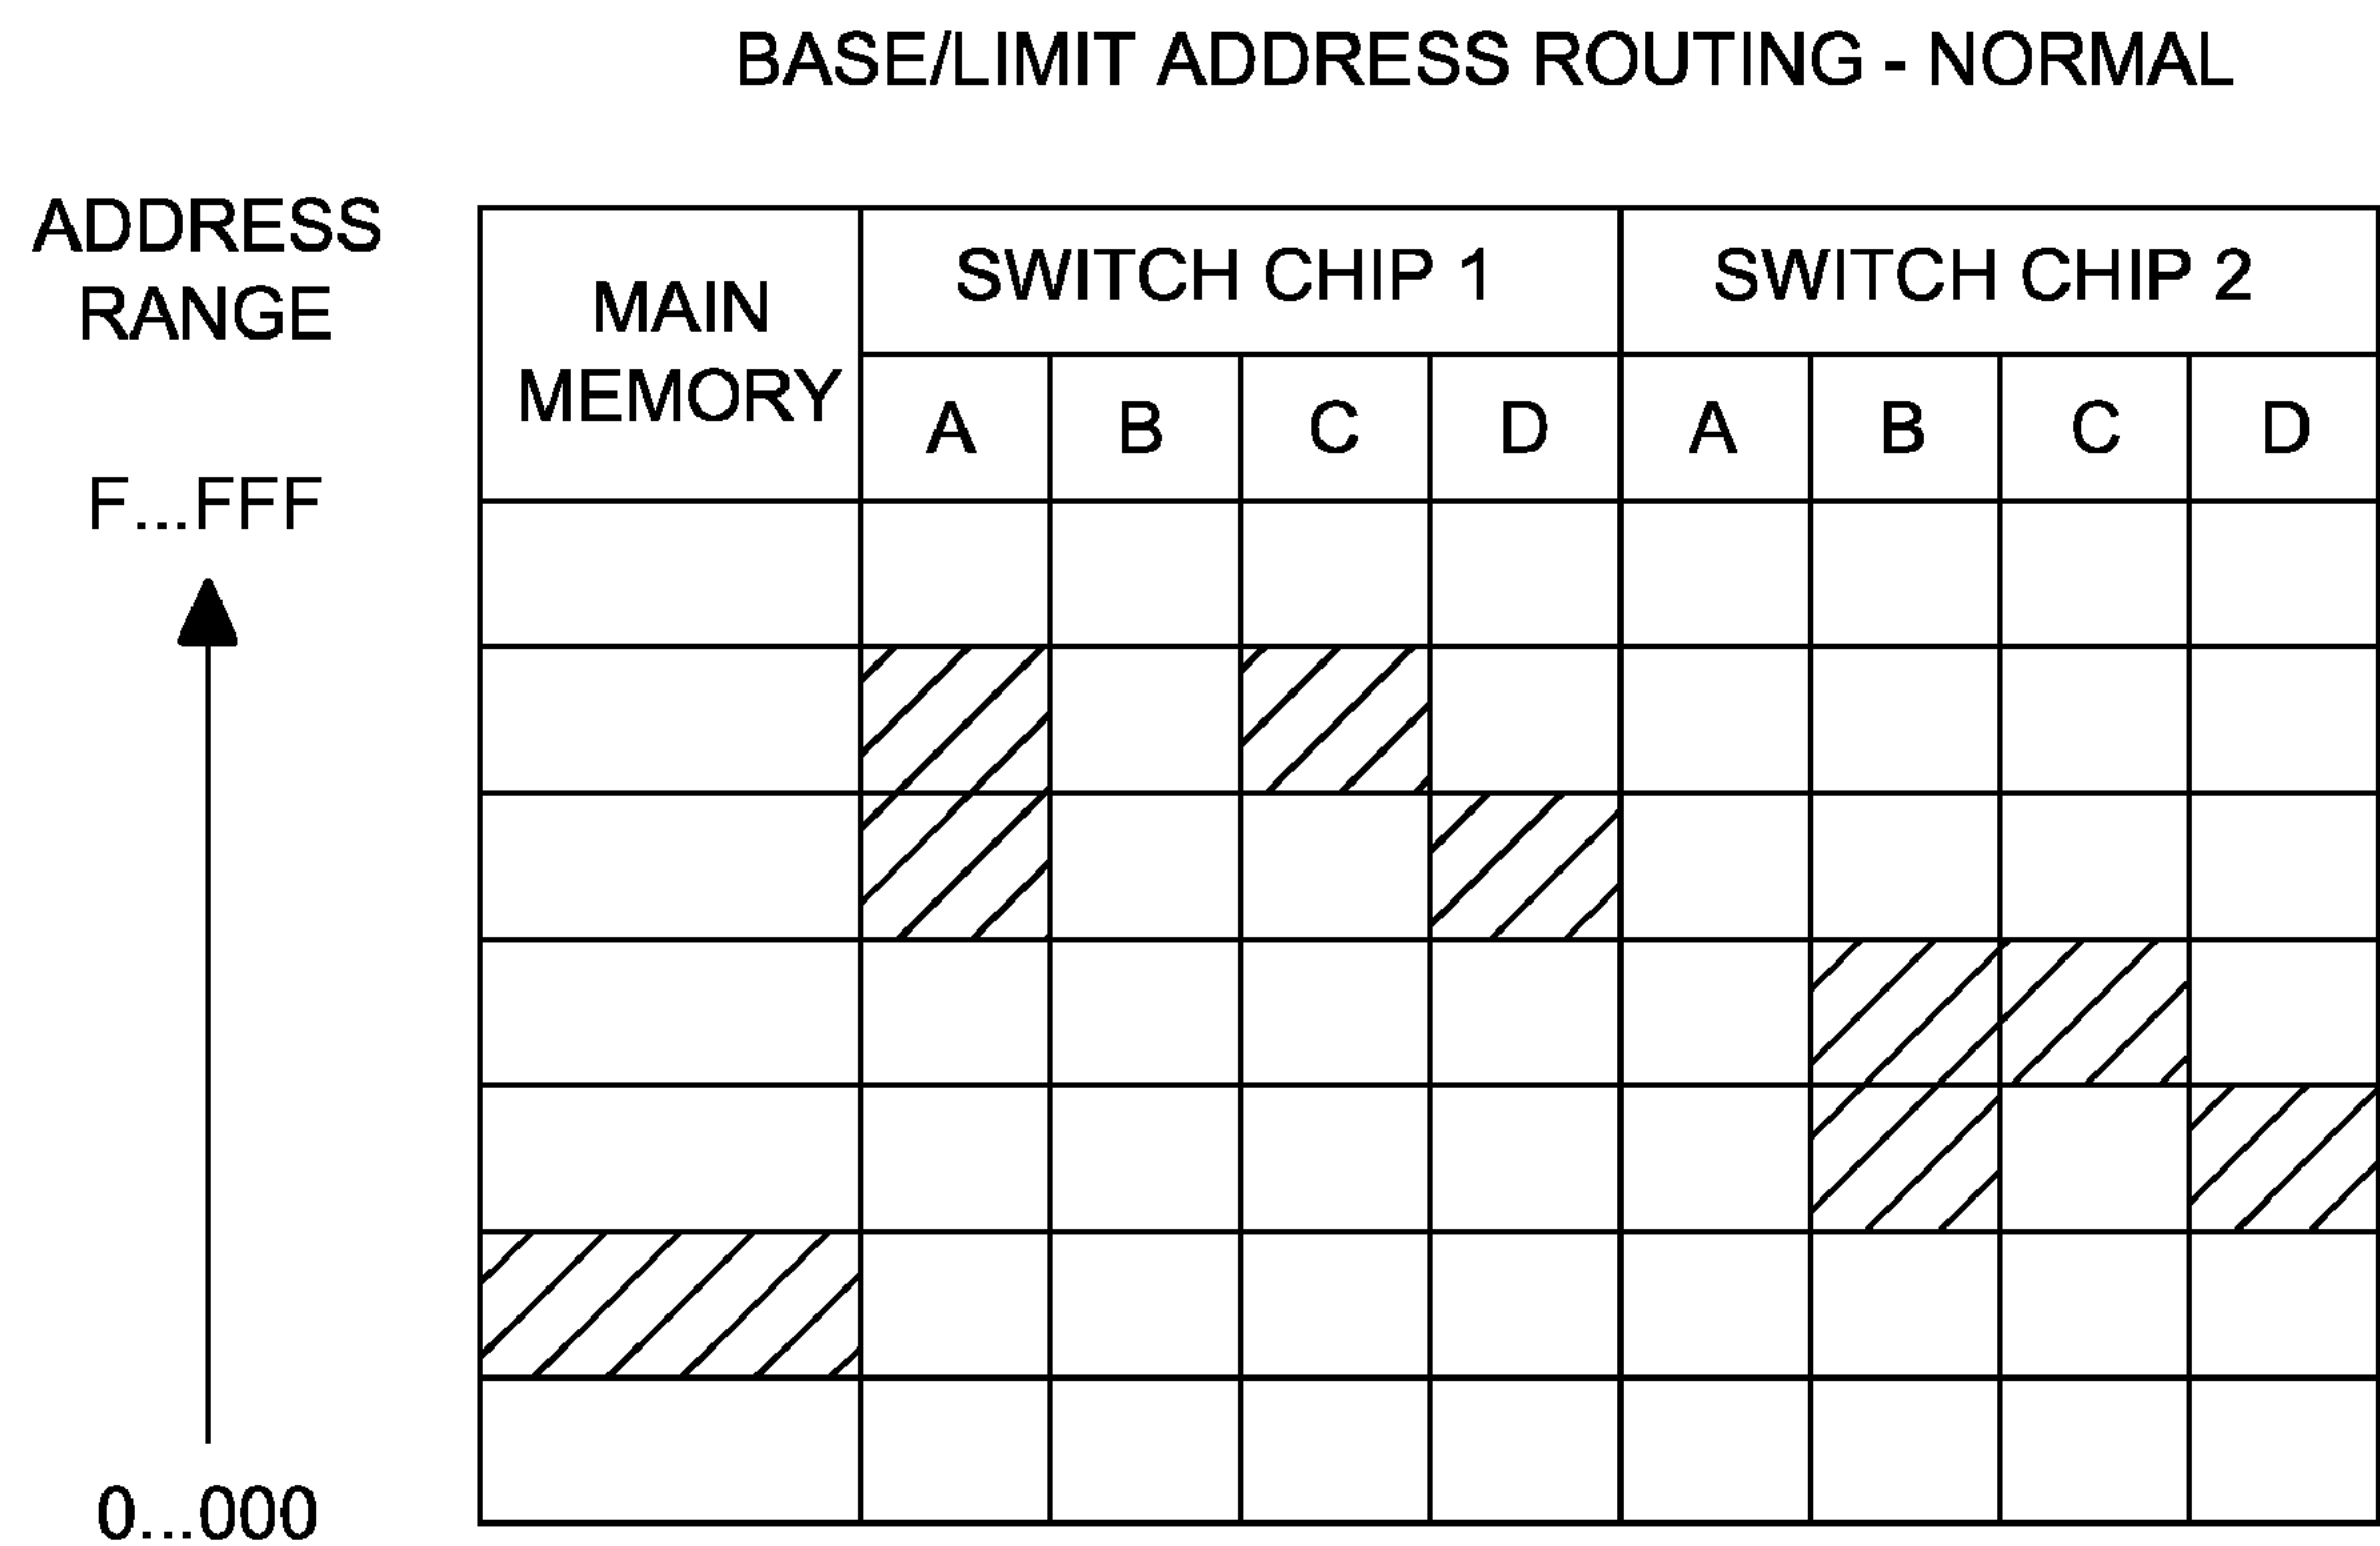 BASE/LIMIT ADDRESS ROUTING - NORMAL
ADDRESS
RANGE
MAIN
MEMORY
SWITCH CHIP 1
SWITCH CHIP 2
A B C D A B C D
F...FFF
0...000